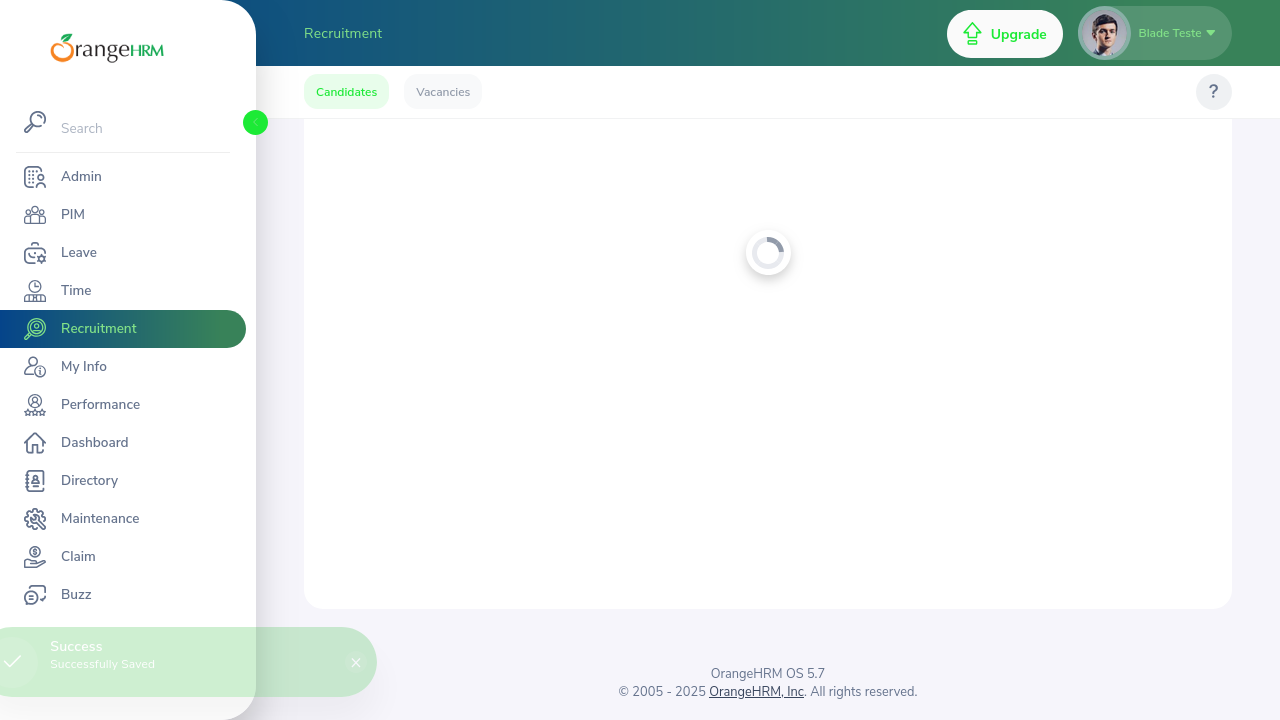 OrangeHRM
Recruitment
Upgrade
Blade Teste
Candidates
Vacancies
?
Search
Admin
PIM
Leave
Time
Recruitment
My Info
Performance
Dashboard
Directory
Maintenance
Claim
Buzz
Success
Successfully Saved
OrangeHRM OS 5.7
© 2005 - 2025 OrangeHRM, Inc. All rights reserved.